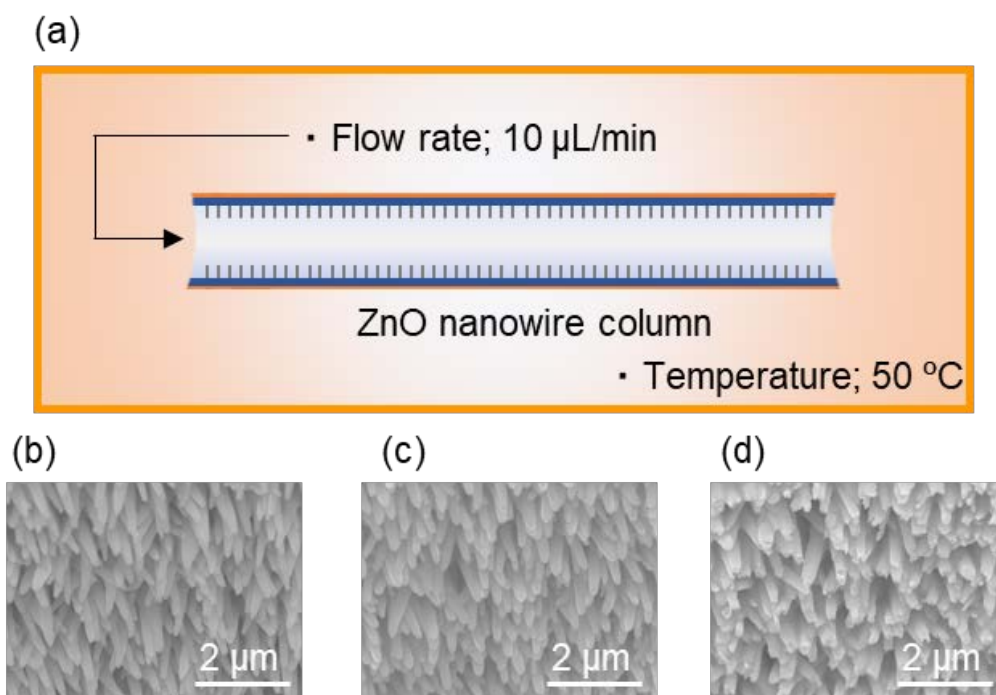 (a)
・ Flow rate; 10 µL/min
ZnO nanowire column
・ Temperature; 50 ºC
(b)
(c)
(d)
2 µm
2 µm
2 µm